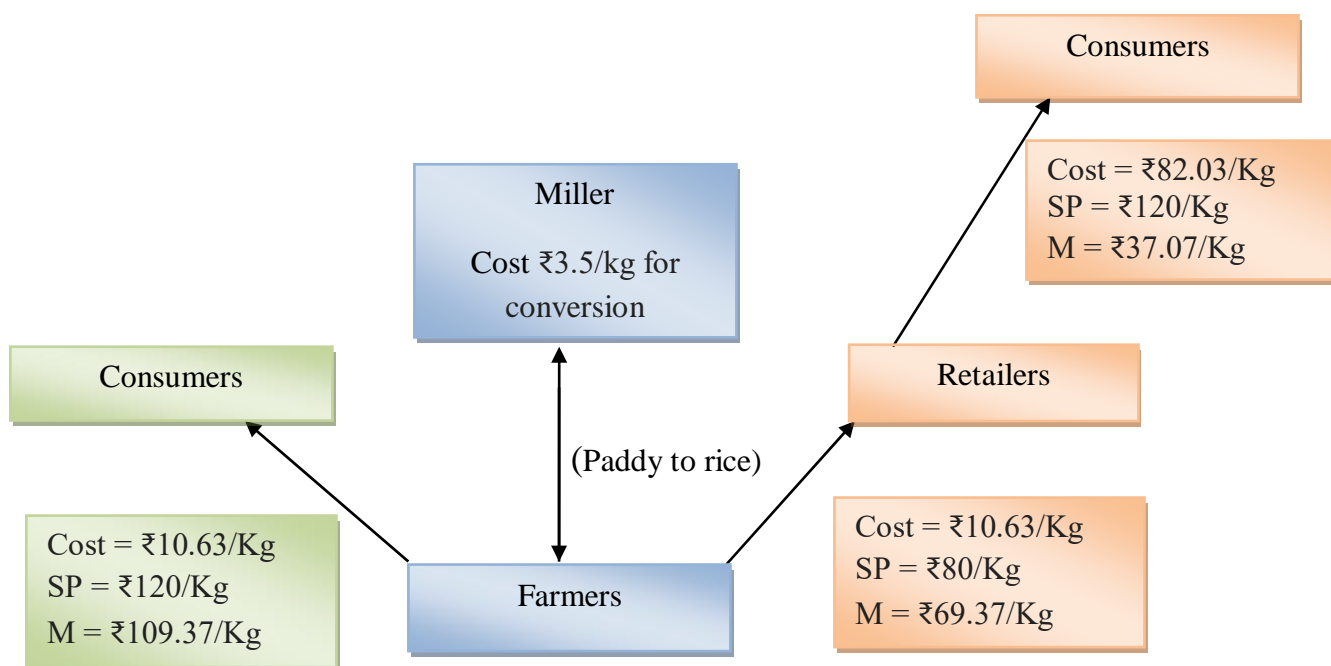 Consumers
Cost = ₹82.03/Kg
SP = ₹120/Kg
M = ₹37.07/Kg
Miller
Cost ₹3.5/kg for
conversion
Consumers
Retailers
(Paddy to rice)
Cost = ₹10.63/Kg
SP = ₹120/Kg
M = ₹109.37/Kg
Farmers
Cost = ₹10.63/Kg
SP = ₹80/Kg
M = ₹69.37/Kg